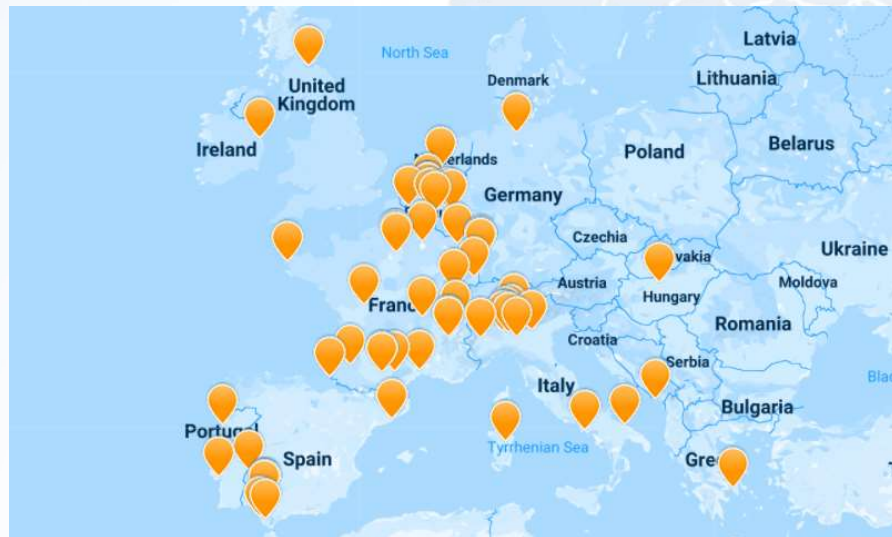 Latvia
North Sea
Denmark
Lithuania
United
Kingdom
Belarus
Ireland
Poland
Germany
Czechia
Ukraine
Austria
Moldova
Hungary
Romania
Croatia
Serbia
Italy
Bulgaria
Portugal
Tyrrhenian Sea
Spain